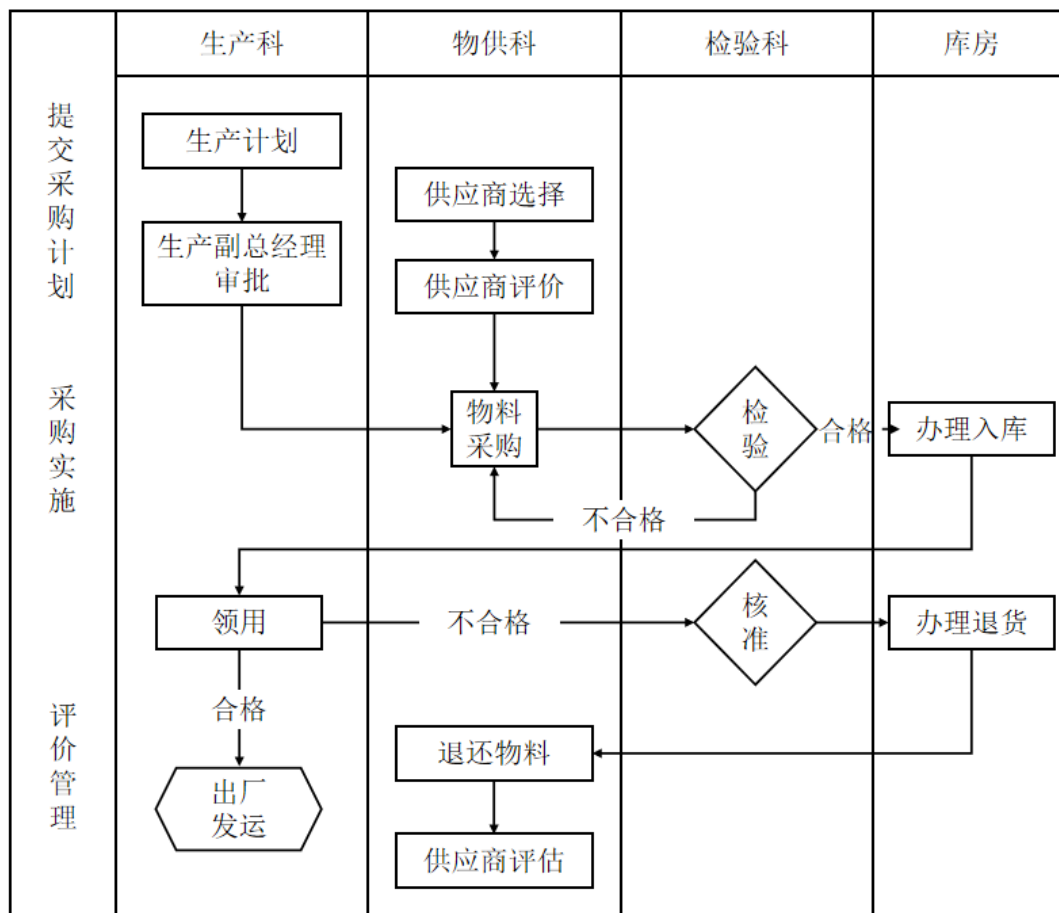 生产科
物供科
检验科
库房
提交采购计划
生产计划
供应商选择
生产副总经理
审批
供应商评价
采购实施
物料
采购
检
验
合格
办理入库
不合格
领用
不合格
核
准
办理退货
合格
评价管理
退还物料
出厂
发运
供应商评估